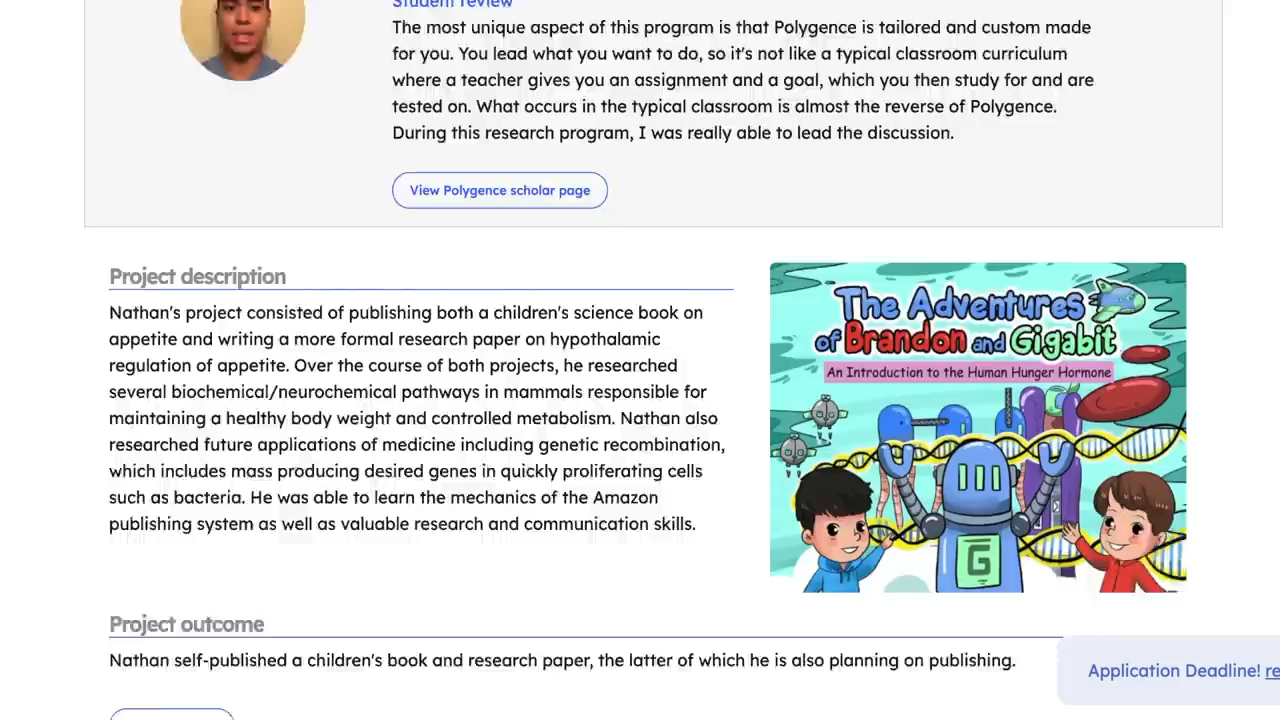 Student review
The most unique aspect of this program is that Polygence is tailored and custom made
for you. You lead what you want to do, so it's not like a typical classroom curriculum
where a teacher gives you an assignment and a goal, which you then study for and are
tested on. What occurs in the typical classroom is almost the reverse of Polygence.
During this research program, I was really able to lead the discussion.
View Polygence scholar page
Project description
Nathan's project consisted of publishing both a children's science book on
appetite and writing a more formal research paper on hypothalamic
regulation of appetite. Over the course of both projects, he researched
several biochemical/neurochemical pathways in mammals responsible for
maintaining a healthy body weight and controlled metabolism. Nathan also
researched future applications of medicine including genetic recombination,
which includes mass producing desired genes in quickly proliferating cells
such as bacteria. He was able to learn the mechanics of the Amazon
publishing system as well as valuable research and communication skills.
The Adventures
of Brandon and Gigabit
An Introduction to the Human Hunger Hormone
G
Project outcome
Nathan self-published a children's book and research paper, the latter of which he is also planning on publishing.
Application Deadline! re